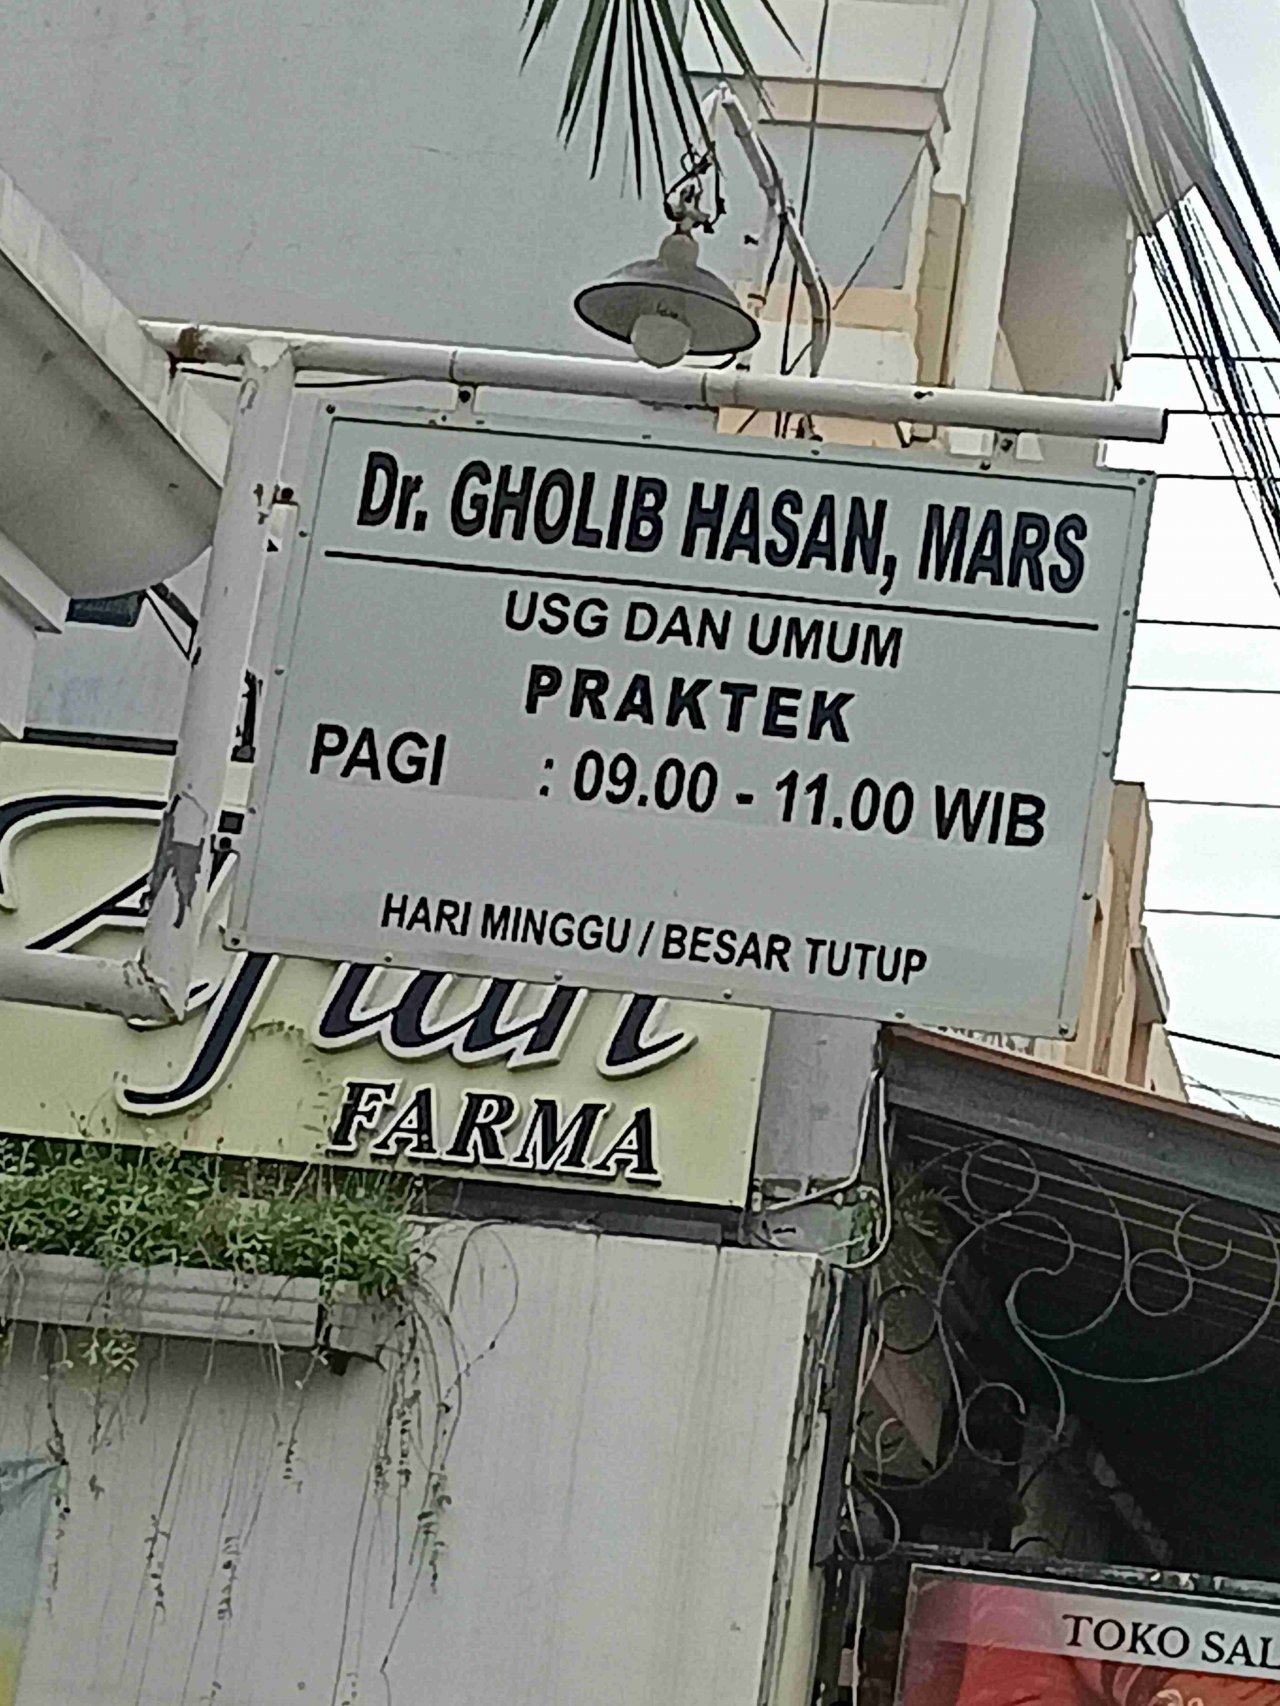 Dr. GHOLIB HASAN, MARS
USG DAN UMUM
PRAKTEK
PAGI : 09.00 - 11.00 WIB
HARI MINGGU / BESAR TUTUP
FARMA
TOKO